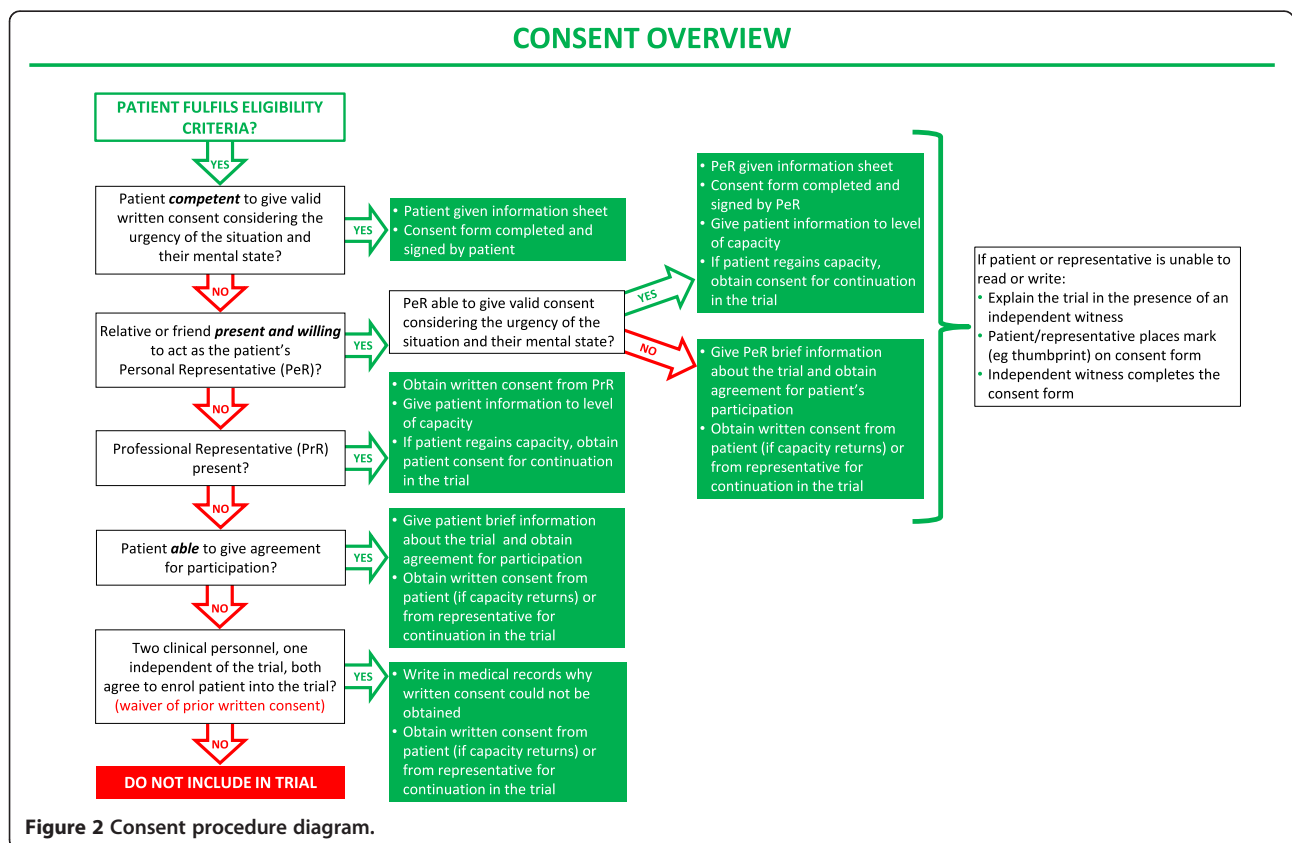 CONSENT OVERVIEW
PATIENT FULFILS ELIGIBILITY
CRITERIA?
YES
Patient competent to give valid
written consent considering the
urgency of the situation and
their mental state?
YES
• Patient given information sheet
• Consent form completed and
signed by patient
NO
Relative or friend present and willing
to act as the patient's
Personal Representative (PeR)?
YES
PeR able to give valid consent
considering the urgency of the
situation and their mental state?
YES
• PeR given information sheet
• Consent form completed and
signed by PeR
• Give patient information to level
of capacity
• If patient regains capacity,
obtain consent for continuation
in the trial
NO
• Give PeR brief information
about the trial and obtain
agreement for patient's
participation
• Obtain written consent from
patient (if capacity returns) or
from representative for
continuation in the trial
If patient or representative is unable to
read or write:
• Explain the trial in the presence of an
independent witness
• Patient/representative places mark
(eg thumbprint) on consent form
• Independent witness completes the
consent form
NO
Professional Representative (PrR)
present?
YES
• Obtain written consent from PrR
• Give patient information to level
of capacity
• If patient regains capacity, obtain
patient consent for continuation
in the trial
NO
Patient able to give agreement
for participation?
YES
• Give patient brief information
about the trial and obtain
agreement for participation
• Obtain written consent from
patient (if capacity returns) or
from representative for
continuation in the trial
NO
Two clinical personnel, one
independent of the trial, both
agree to enrol patient into the trial?
(waiver of prior written consent)
YES
• Write in medical records why
written consent could not be
obtained
• Obtain written consent from
patient (if capacity returns) or
from representative for
continuation in the trial
NO
DO NOT INCLUDE IN TRIAL
Figure 2 Consent procedure diagram.